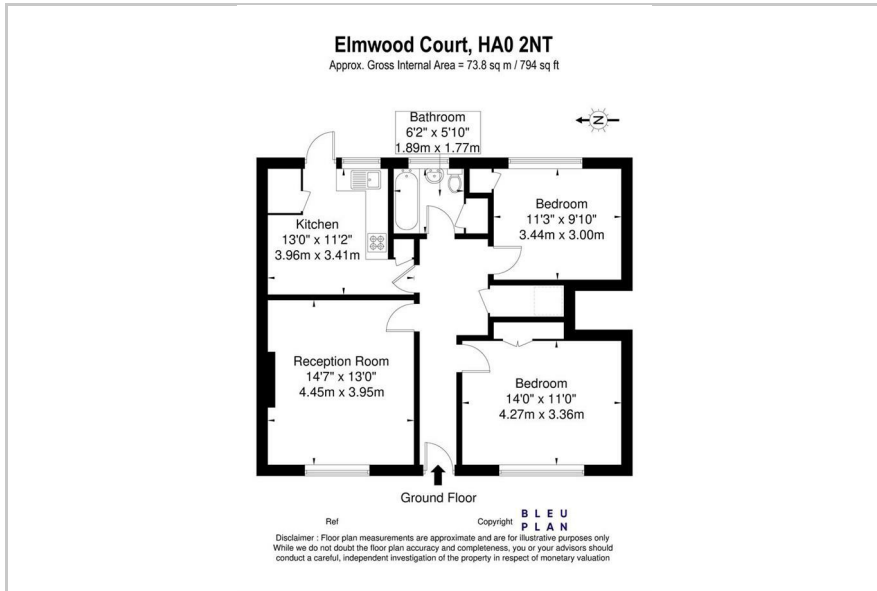 Elmwood Court, HA0 2NT
Approx. Gross Internal Area = 73.8 sq m / 794 sq ft
N
Bathroom
6'2" x 5'10"
1.89m x 1.77m
Kitchen
13'0" x 11'2"
3.96m x 3.41m
Bedroom
11'3" x 9'10"
3.44m x 3.00m
Reception Room
14'7" x 13'0"
4.45m x 3.95m
Bedroom
14'0" x 11'0"
4.27m x 3.36m
Ground Floor
Ref
Copyright
BLEU
PLAN
Disclaimer : Floor plan measurements are approximate and are for illustrative purposes only
While we do not doubt the floor plan accuracy and completeness, you or your advisors should
conduct a careful, independent investigation of the property in respect of monetary valuation